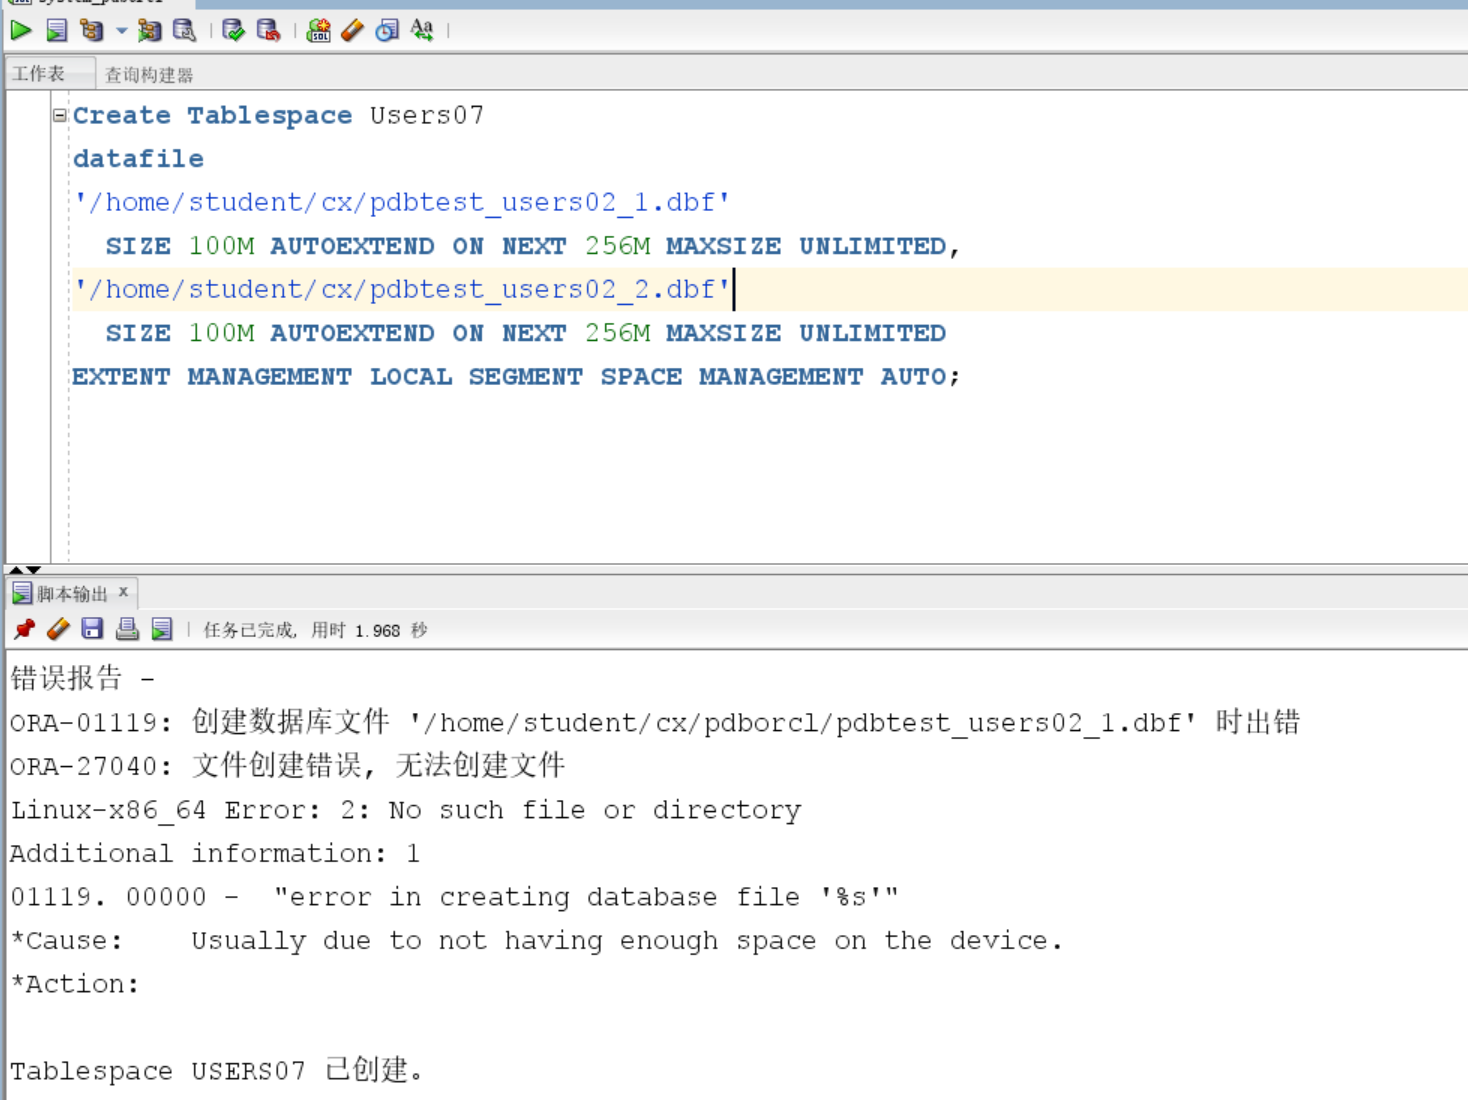 工作表 查询构建器
Create Tablespace Users07
datafile
'/home/student/cx/pdbtest_users02_1.dbf'
SIZE 100M AUTOEXTEND ON NEXT 256M MAXSIZE UNLIMITED,
'/home/student/cx/pdbtest_users02_2.dbf'
SIZE 100M AUTOEXTEND ON NEXT 256M MAXSIZE UNLIMITED
EXTENT MANAGEMENT LOCAL SEGMENT SPACE MANAGEMENT AUTO;
脚本输出 x
任务已完成, 用时 1.968 秒
错误报告 -
ORA-01119: 创建数据库文件 '/home/student/cx/pdborcl/pdbtest_users02_1.dbf' 时出错
ORA-27040: 文件创建错误, 无法创建文件
Linux-x86_64 Error: 2: No such file or directory
Additional information: 1
01119. 00000 - "error in creating database file '%s'"
*Cause: Usually due to not having enough space on the device.
*Action:
Tablespace USERS07 已创建。